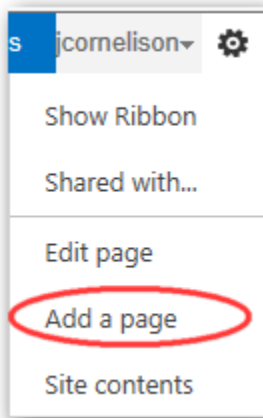 s jcornelison
Show Ribbon
Shared with...
Edit page
Add a page
Site contents